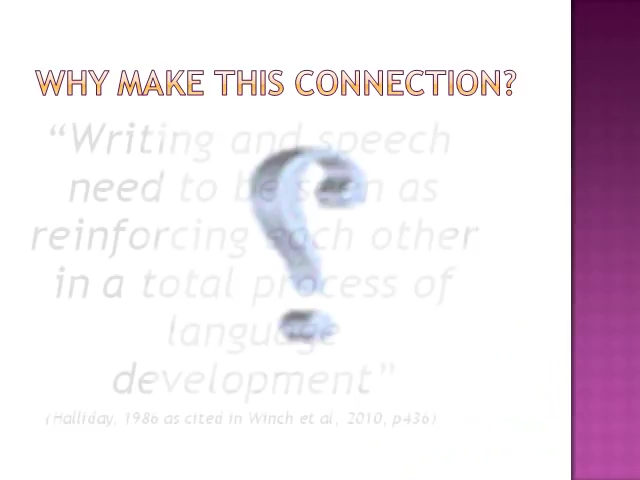 WHY MAKE THIS CONNECTION?
“Writing and speech
need to be seen as
reinforcing each other
in a total process of
language
development”
(Halliday, 1986 as cited in Winch et al, 2010, p436)